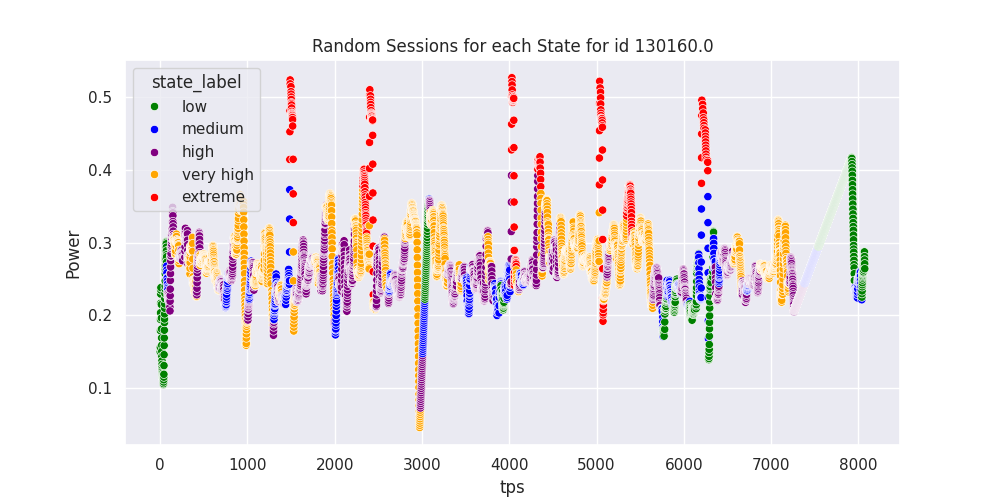 Random Sessions for each State for id 130160.0
state_label
low
medium
high
very high
extreme
Power
0.5
0.4
0.3
0.2
0.1
0 1000 2000 3000 4000 5000 6000 7000 8000
tps